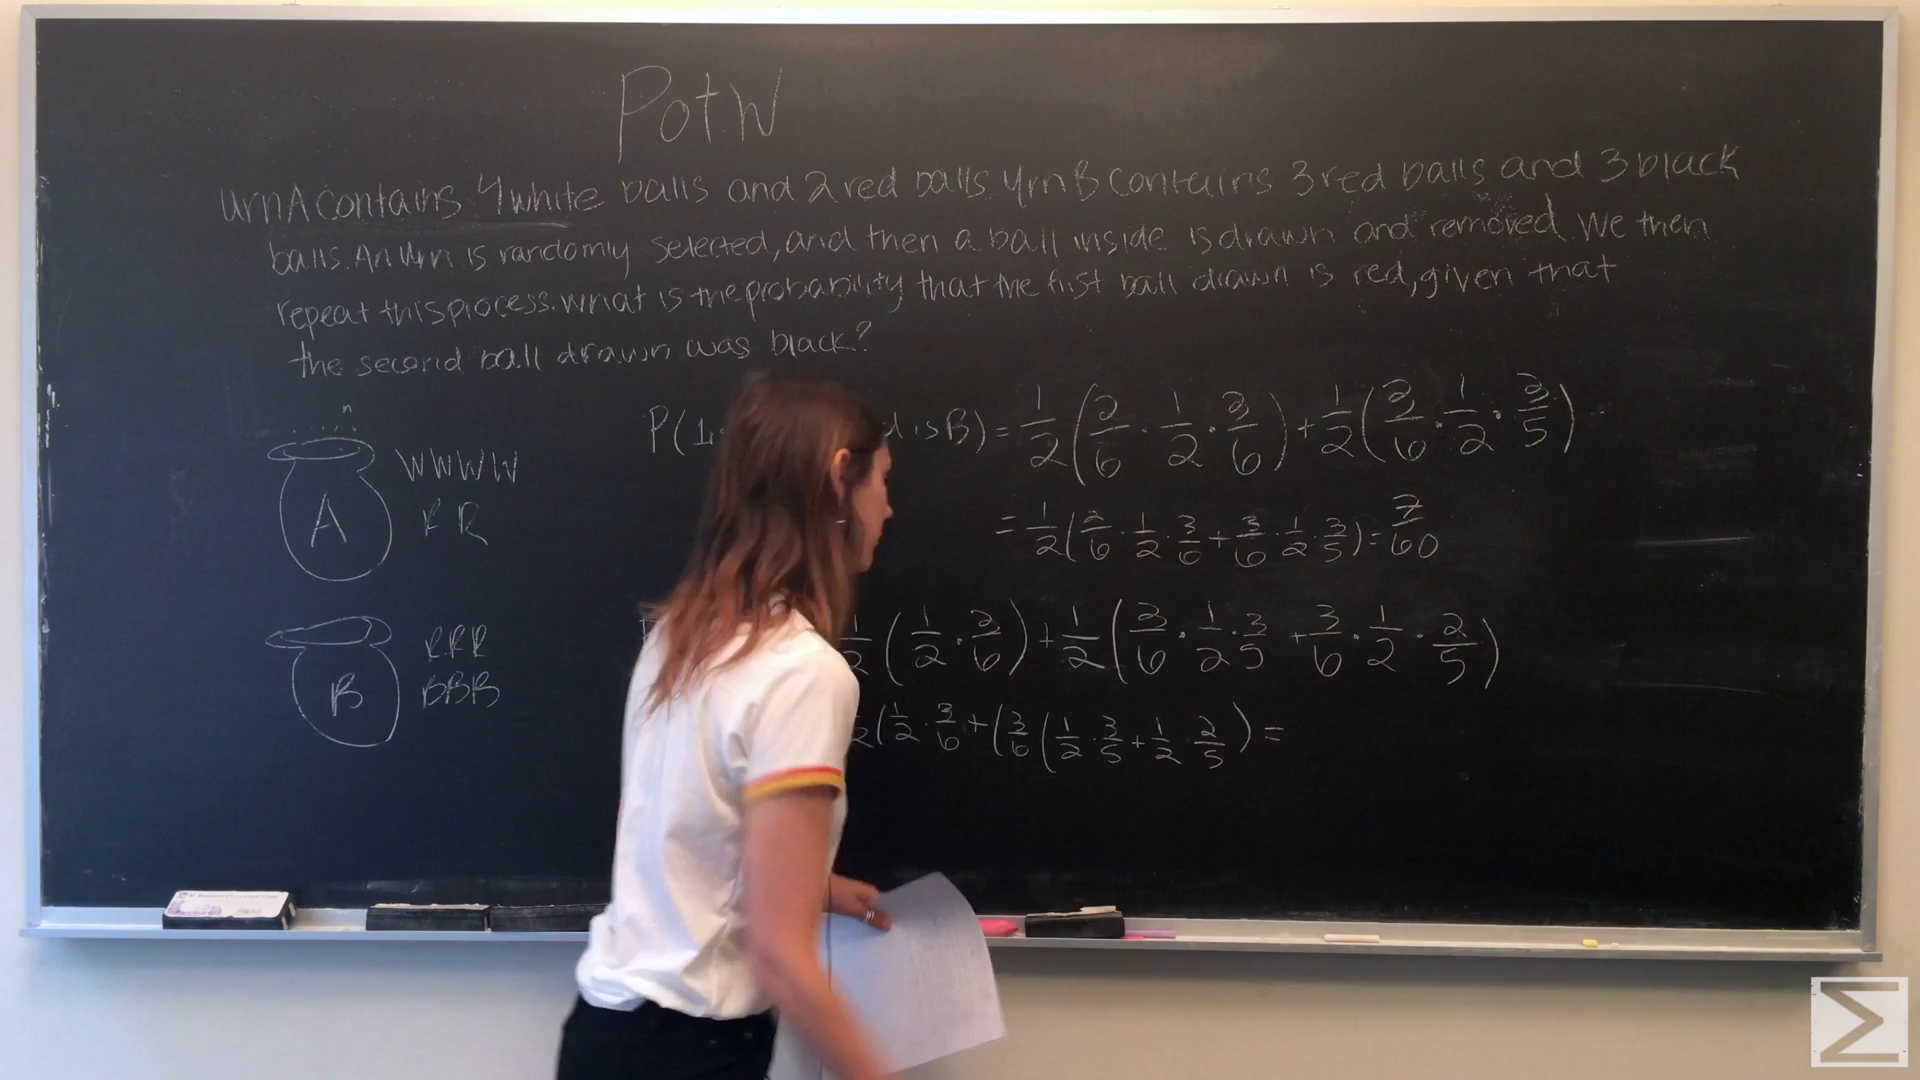 PotW
Urn A contains 4 white balls and 2 red balls Urn B contains 3 red balls and 3 black
balls. An Urn is randomly selected, and then a ball inside is drawn and removed. We then
repeat this process. What is the probability that the first ball drawn is red, given that
the second ball drawn was black?
P(1 is B) = 1/2 (2/6 · 1/2 · 3/6) + 1/2 (3/6 · 1/2 · 3/5)
= 1/2 (2/6 · 1/2 · 3/6 + 3/6 · 1/2 · 3/5) = 7/60
A
WWWW
RR
1/2 (1/2 · 3/6) + 1/2 (3/6 · 1/2 · 3/5 + 3/6 · 1/2 · 2/5)
2 (1/2 · 3/6 + (3/6 (1/2 · 3/5 + 1/2 · 2/5) =
B
RRR
BBB
Σ